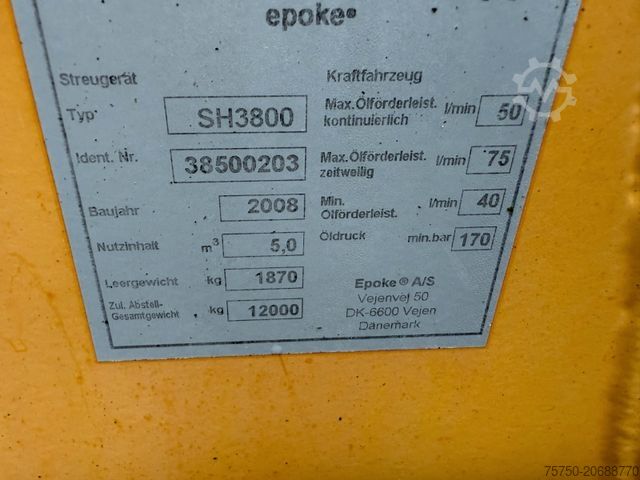 epoke®
Streugerät
Typ SH3800
Ident. Nr. 38500203
Baujahr 2008
Nutzinhalt m³ 5,0
Leergewicht kg 1870
Zul. Abstell-
Gesamtgewicht kg 12000
Kraftfahrzeug
Max.Ölförderleist.
kontinuierlich l/min 50
Max.Ölförderleist.
zeitweilig l/min 75
Min.
Ölförderleist. l/min 40
Öldruck min.bar 170
Epoke® A/S
Vejenvej 50
DK-6600 Vejen
Dänemark
75750-20688770